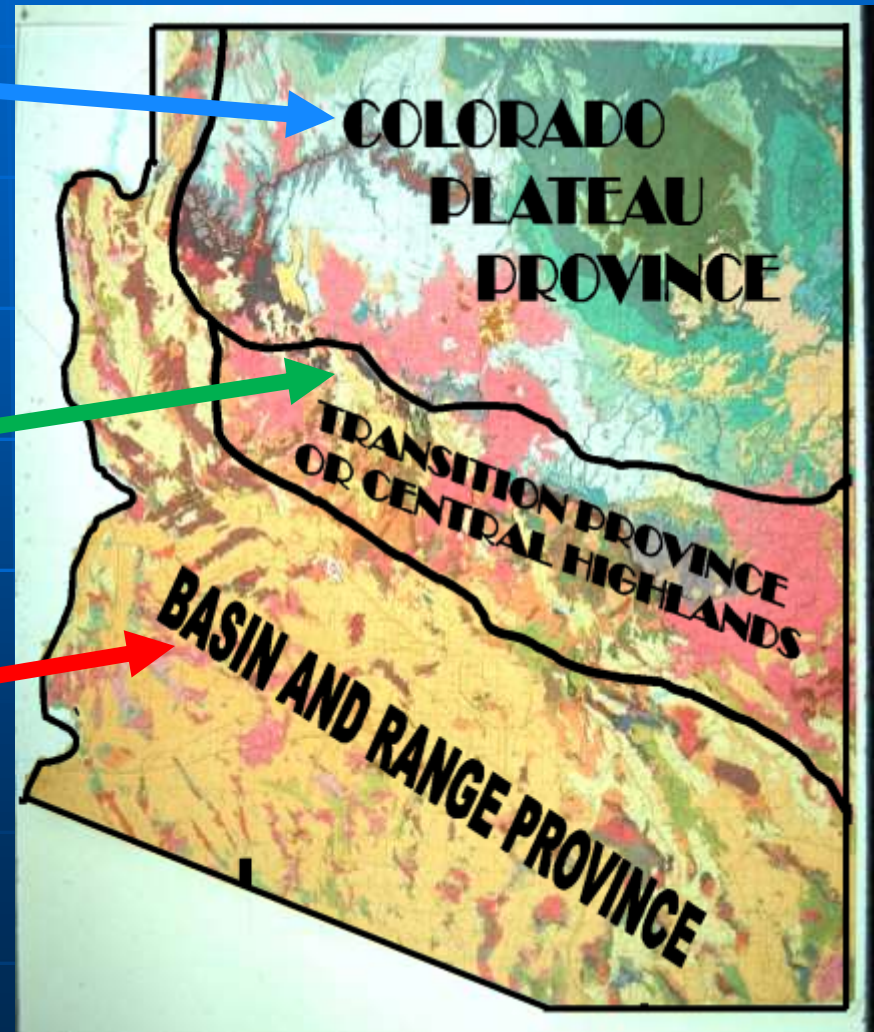 COLORADO
PLATEAU
PROVINCE
TRANSITION PROVINCE
OR CENTRAL HIGHLANDS
BASIN AND RANGE PROVINCE